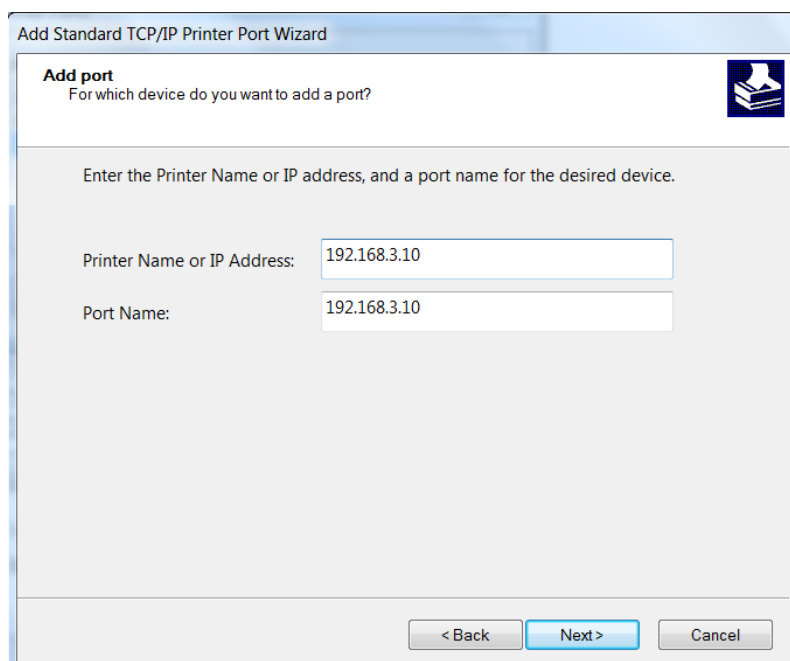 Add Standard TCP/IP Printer Port Wizard
Add port
For which device do you want to add a port?
Enter the Printer Name or IP address, and a port name for the desired device.
Printer Name or IP Address: 192.168.3.10
Port Name: 192.168.3.10
< Back Next > Cancel